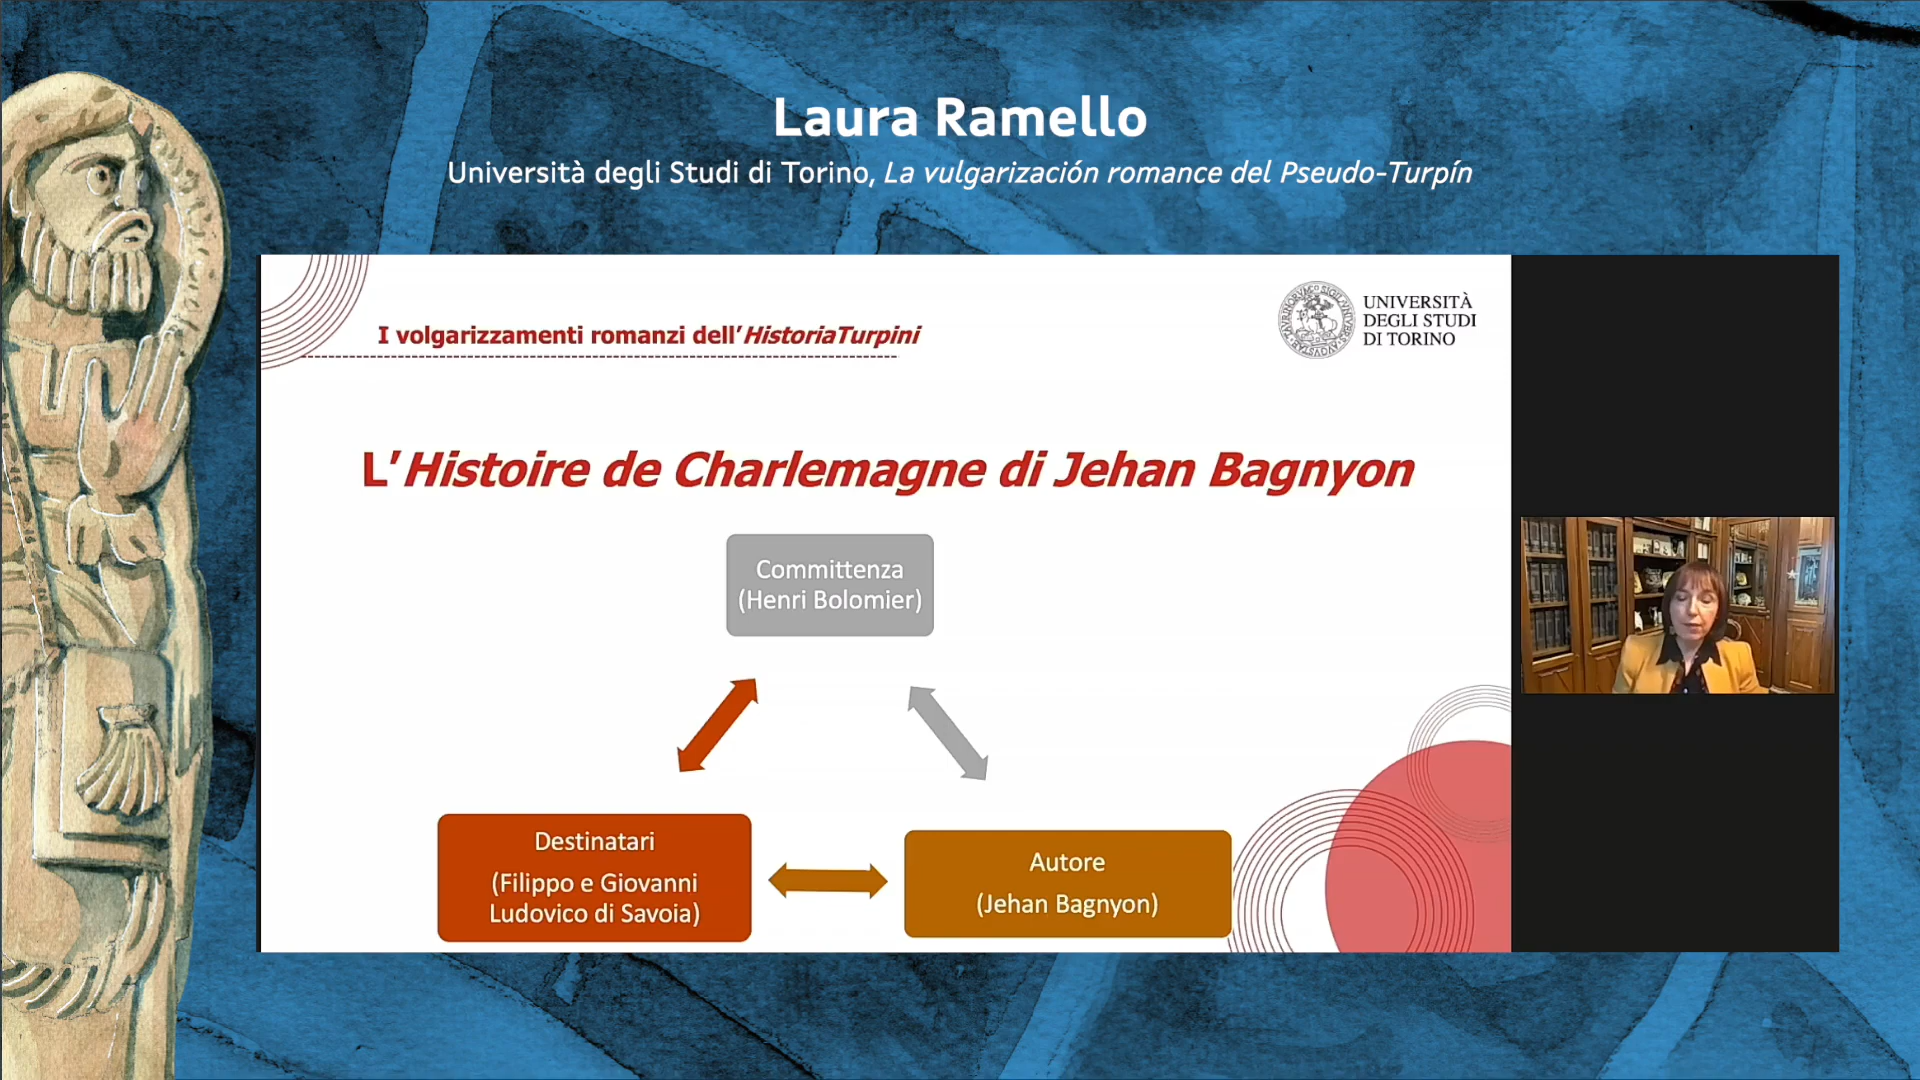 Laura Ramello
Università degli Studi di Torino, La vulgarización romance del Pseudo-Turpín
I volgarizzamenti romanzi dell'HistoriaTurpini
UNIVERSITÀ
DEGLI STUDI
DI TORINO
L'Histoire de Charlemagne di Jehan Bagnyon
Committenza
(Henri Bolomier)
Destinatari
(Filippo e Giovanni
Ludovico di Savoia)
Autore
(Jehan Bagnyon)